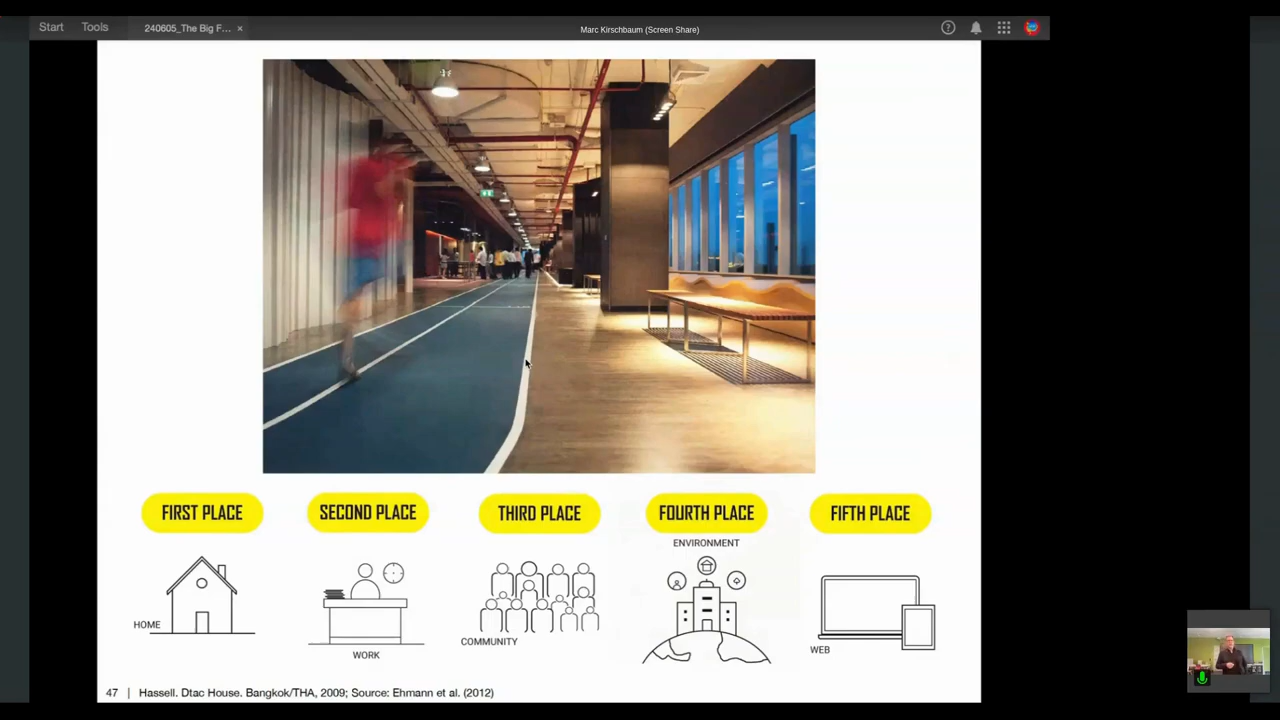 Start Tools 240605_The Big F... × Marc Kirschbaum (Screen Share)
FIRST PLACE SECOND PLACE THIRD PLACE FOURTH PLACE FIFTH PLACE
ENVIRONMENT
HOME
COMMUNITY
WEB
WORK
47 | Hassell. Dtac House. Bangkok/THA, 2009; Source: Ehmann et al. (2012)